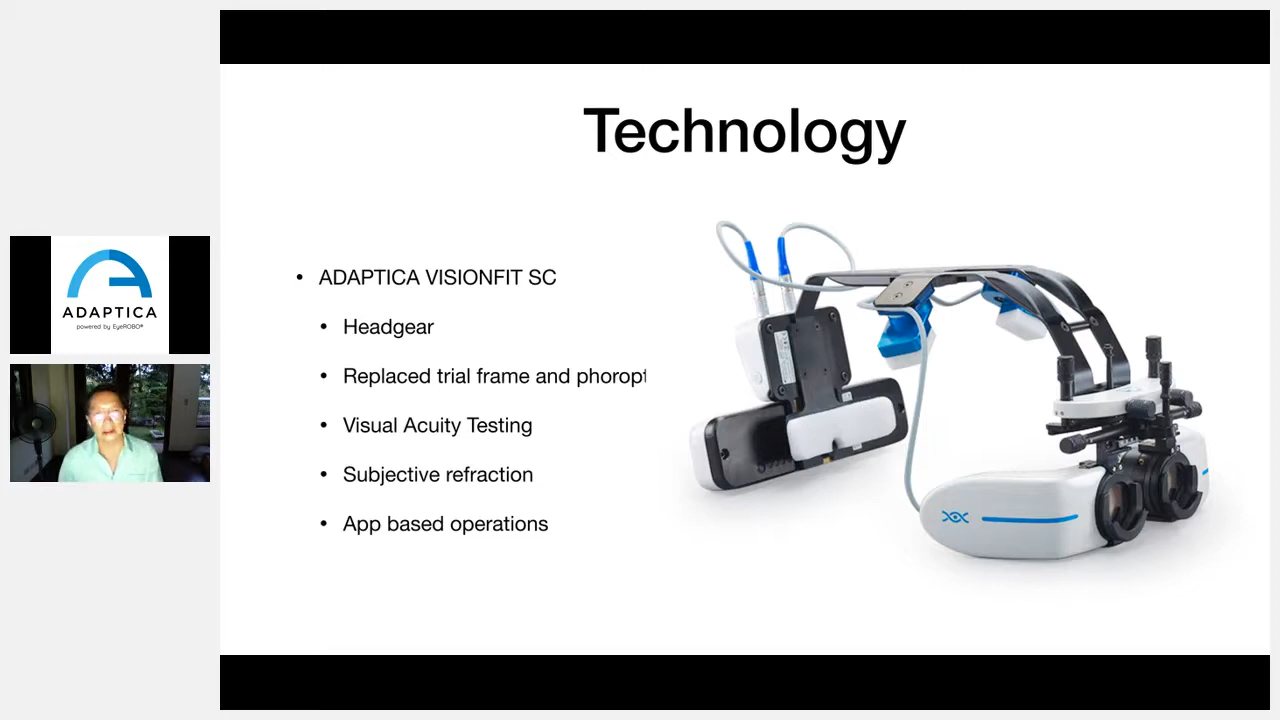 Technology
• ADAPTICA VISIONFIT SC
• Headgear
• Replaced trial frame and phoropt
• Visual Acuity Testing
• Subjective refraction
• App based operations
ADAPTICA
powered by EyeROBO®